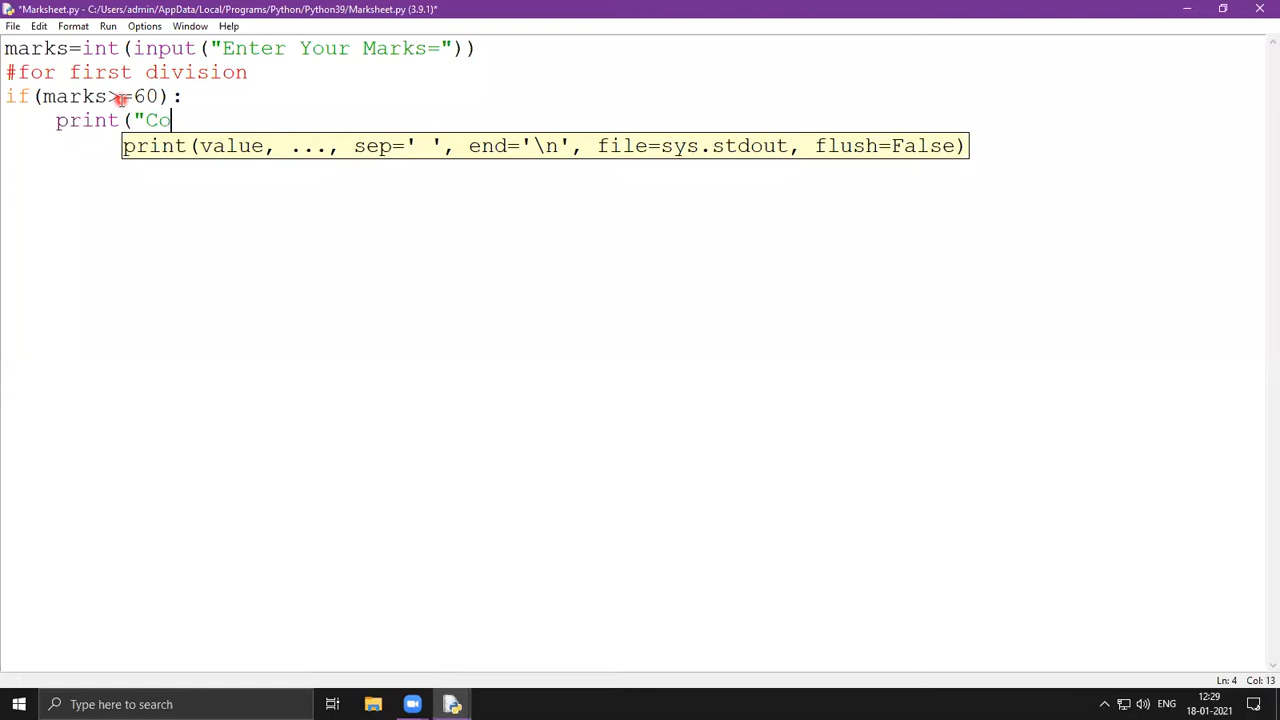 *Marksheet.py - C:/Users/admin/AppData/Local/Programs/Python/Python39/Marksheet.py (3.9.1)*
File Edit Format Run Options Window Help
marks=int(input("Enter Your Marks="))
#for first division
if(marks>=60):
    print("Co
print(value, ..., sep=' ', end='\n', file=sys.stdout, flush=False)
Ln: 4 Col: 13
Type here to search
ENG
12:29
18-01-2021